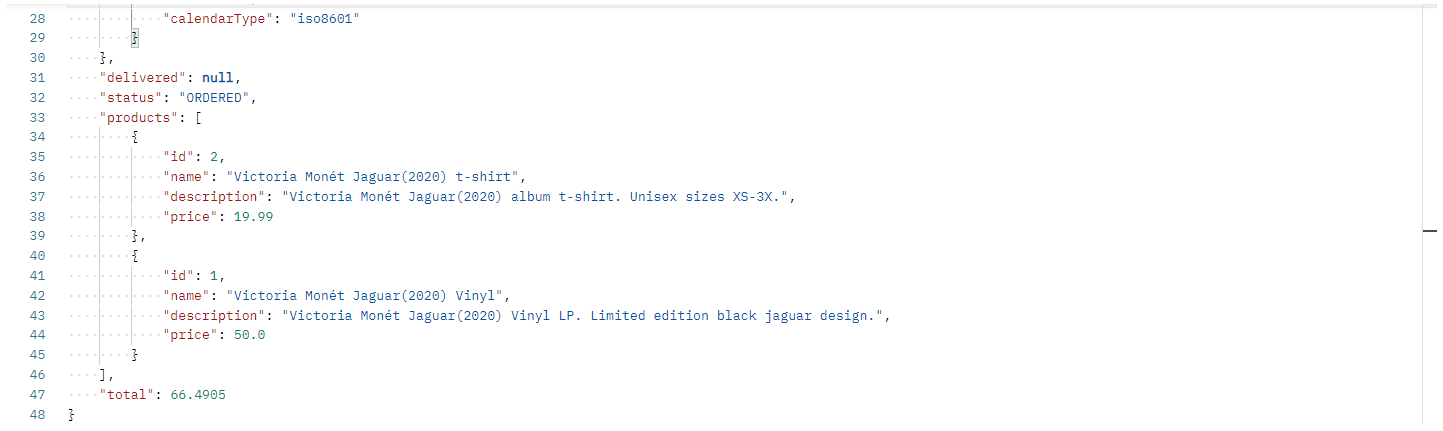 28 "calendarType": "iso8601"
29 }
30 },
31 "delivered": null,
32 "status": "ORDERED",
33 "products": [
34 {
35 "id": 2,
36 "name": "Victoria Monét Jaguar(2020) t-shirt",
37 "description": "Victoria Monét Jaguar(2020) album t-shirt. Unisex sizes XS-3X.",
38 "price": 19.99
39 },
40 {
41 "id": 1,
42 "name": "Victoria Monét Jaguar(2020) Vinyl",
43 "description": "Victoria Monét Jaguar(2020) Vinyl LP. Limited edition black jaguar design.",
44 "price": 50.0
45 }
46 ],
47 "total": 66.4905
48 }